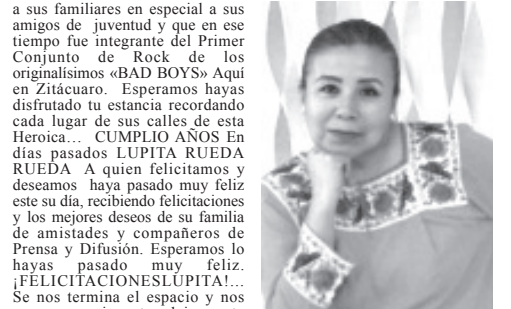 a sus familiares en especial a sus
amigos de juventud y que en ese
tiempo fue integrante del Primer
Conjunto de Rock de los
originalísimos «BAD BOYS» Aquí
en Zitácuaro. Esperamos hayas
disfrutado tu estancia recordando
cada lugar de sus calles de esta
Heroica… CUMPLIO AÑOS En
días pasados LUPITA RUEDA
RUEDA A quien felicitamos y
deseamos haya pasado muy feliz
este su día, recibiendo felicitaciones
y los mejores deseos de su familia
de amistades y compañeros de
Prensa y Difusión. Esperamos lo
hayas pasado muy feliz.
¡FELICITACIONESLUPITA!...
Se nos termina el espacio y nos